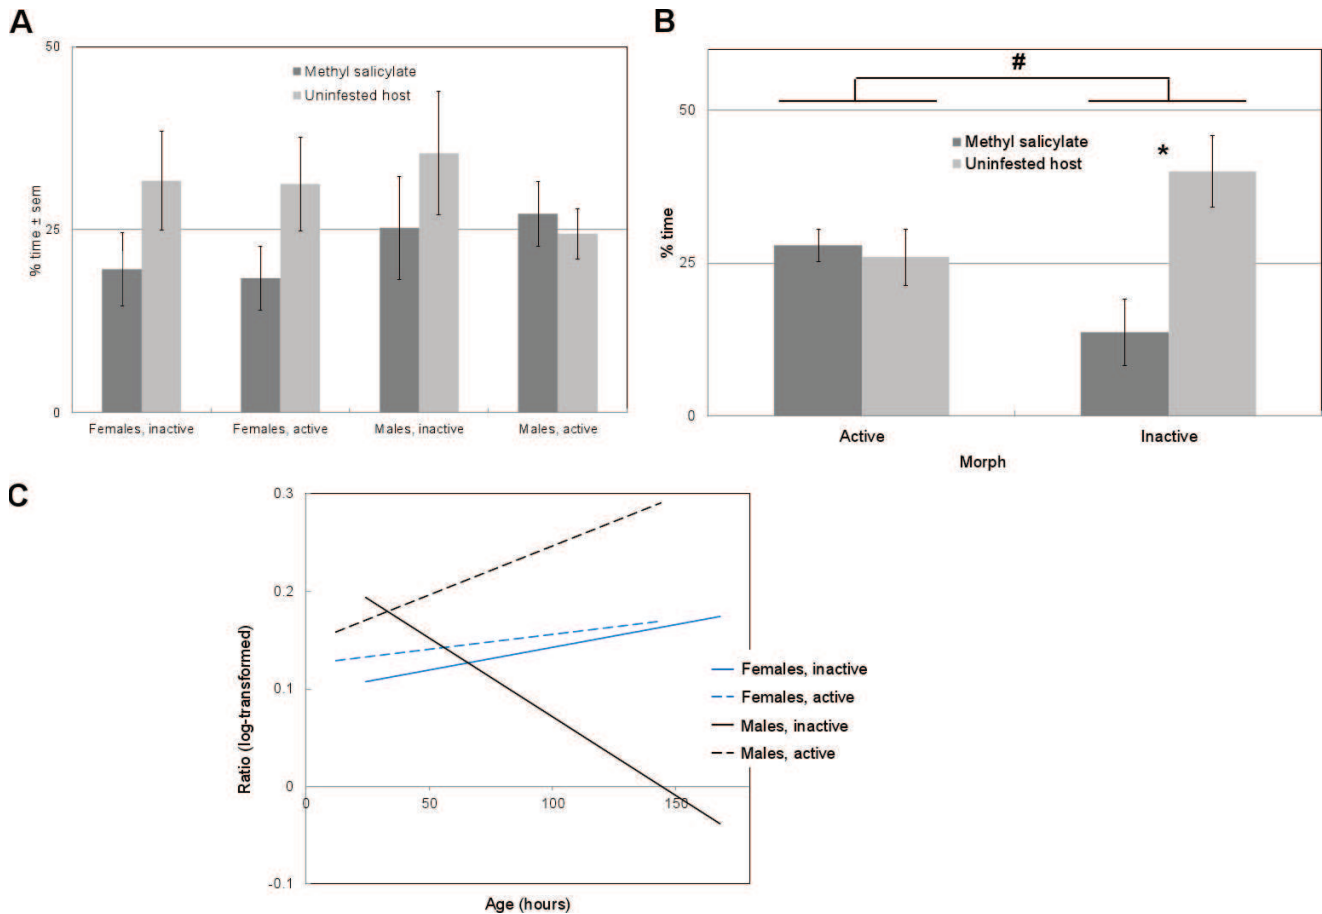 A
50
Methyl salicylate
Uninfested host
% time ± sem
25
0
Females, inactive
Females, active
Males, inactive
Males, active
B
#
50
Methyl salicylate
Uninfested host
*
% time
25
0
Active
Inactive
Morph
C
0.3
0.2
0.1
0
-0.1
Ratio (log-transformed)
0
50
100
150
Age (hours)
Females, inactive
Females, active
Males, inactive
Males, active